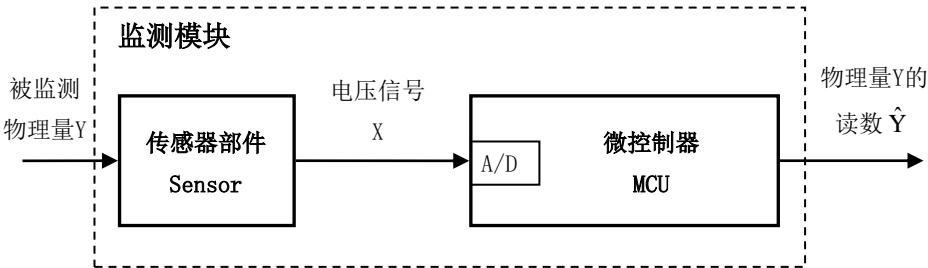 监测模块
被监测
物理量Y
传感器部件
Sensor
电压信号
X
A/D
微控制器
MCU
物理量Y的
读数 Ŷ